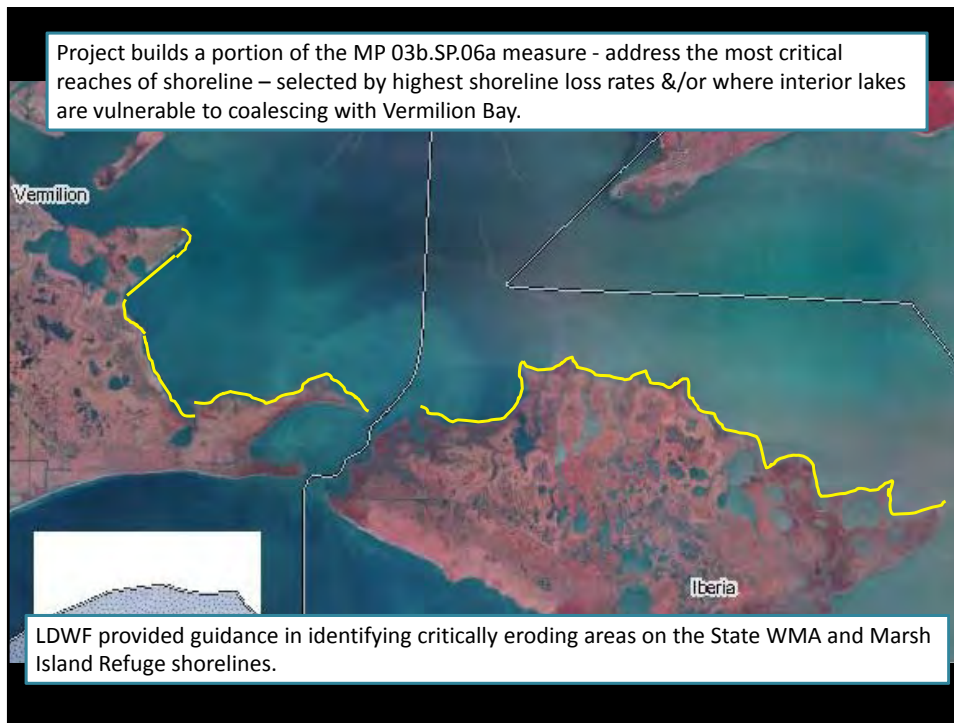 Project builds a portion of the MP 03b.SP.06a measure - address the most critical
reaches of shoreline – selected by highest shoreline loss rates &/or where interior lakes
are vulnerable to coalescing with Vermilion Bay.
Vermilion
Iberia
LDWF provided guidance in identifying critically eroding areas on the State WMA and Marsh
Island Refuge shorelines.